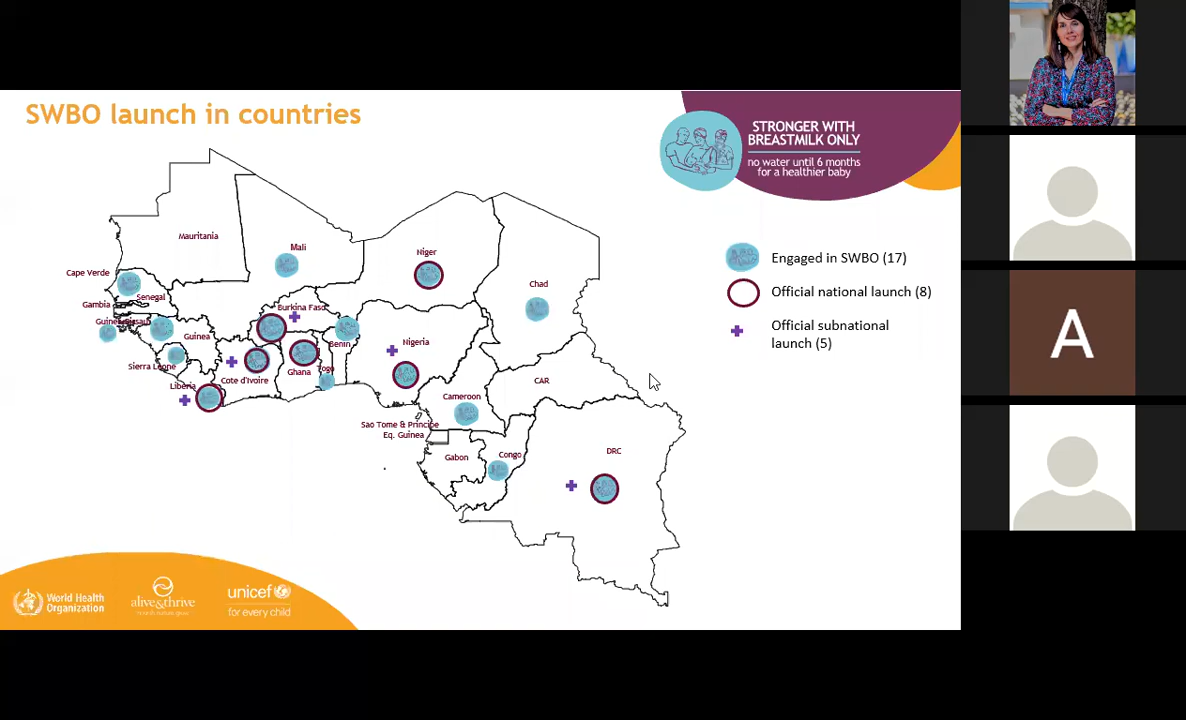 SWBO launch in countries
STRONGER WITH
BREASTMILK ONLY
no water until 6 months
for a healthier baby
Mauritania
Mali
Niger
Chad
Cape Verde
Senegal
Gambia
Guinea Bissau
Guinea
Sierra Leone
Liberia
Cote d'Ivoire
Burkina Faso
Ghana
Togo
Benin
Nigeria
Cameroon
CAR
Sao Tome & Principe
Eq. Guinea
Gabon
Congo
DRC
Engaged in SWBO (17)
Official national launch (8)
Official subnational
launch (5)
World Health
Organization
alive&thrive
unicef
for every child
A